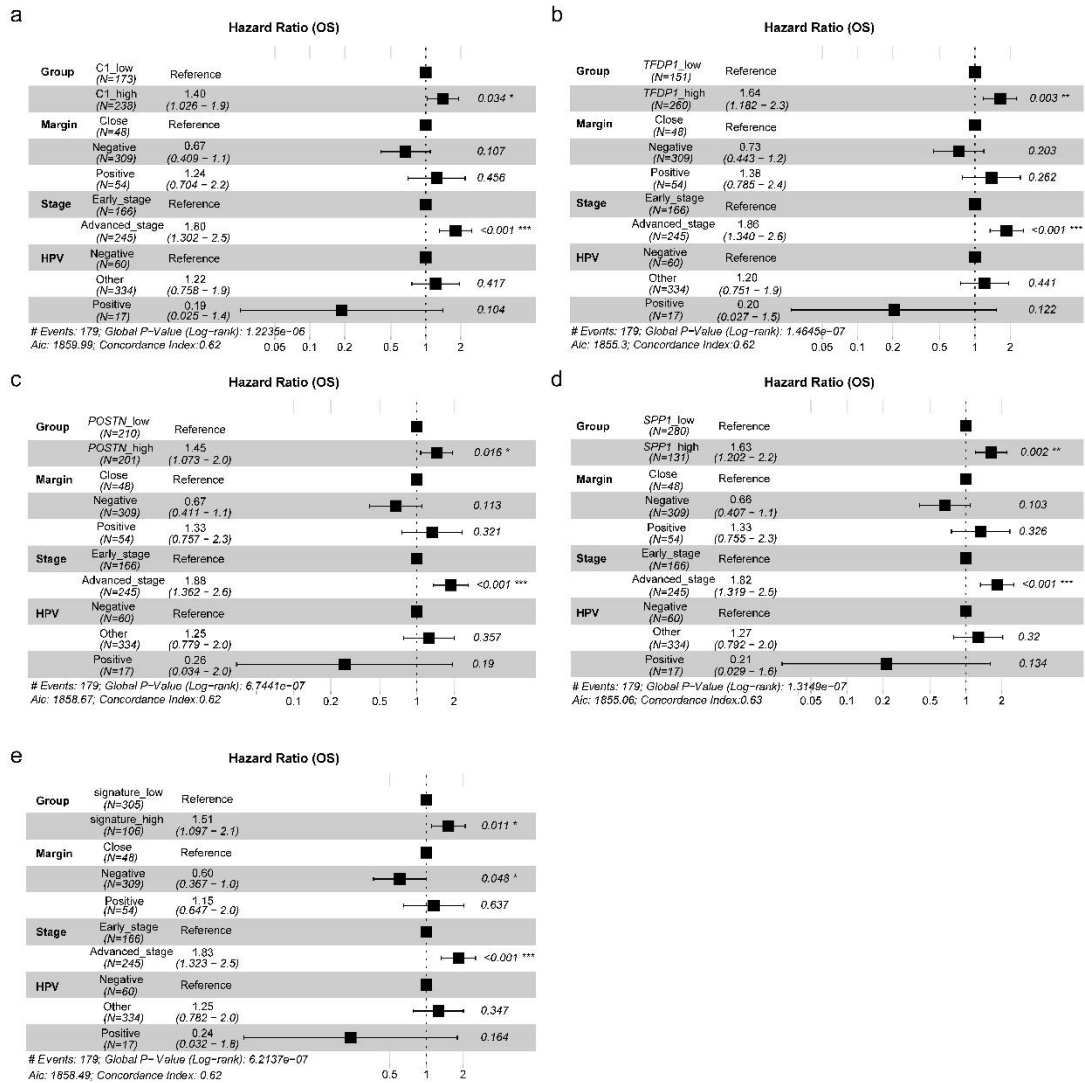 a
Hazard Ratio (OS)
Group C1_low Reference
(N=173)
C1_high 1.40 0.034 *
(N=238) (1.026 – 1.9)
Margin Close Reference
(N=48)
Negative 0.67 0.107
(N=309) (0.409 – 1.1)
Positive 1.24 0.456
(N=54) (0.704 – 2.2)
Stage Early_stage Reference
(N=166)
Advanced_stage 1.80 <0.001 ***
(N=245) (1.302 – 2.5)
HPV Negative Reference
(N=60)
Other 1.22 0.417
(N=334) (0.758 – 1.9)
Positive 0.19 0.104
(N=17) (0.025 – 1.4)
# Events: 179; Global P–Value (Log–rank): 1.2235e–06
Aic: 1859.99; Concordance Index:0.62
0.05 0.1 0.2 0.5 1 2
b
Hazard Ratio (OS)
Group TFDP1_low Reference
(N=151)
TFDP1_high 1.64 0.003 **
(N=260) (1.182 – 2.3)
Margin Close Reference
(N=48)
Negative 0.73 0.203
(N=309) (0.443 – 1.2)
Positive 1.38 0.262
(N=54) (0.785 – 2.4)
Stage Early_stage Reference
(N=166)
Advanced_stage 1.86 <0.001 ***
(N=245) (1.340 – 2.6)
HPV Negative Reference
(N=60)
Other 1.20 0.441
(N=334) (0.751 – 1.9)
Positive 0.20 0.122
(N=17) (0.027 – 1.5)
# Events: 179; Global P–Value (Log–rank): 1.4645e–07
Aic: 1855.3; Concordance Index:0.62
0.05 0.1 0.2 0.5 1 2
c
Hazard Ratio (OS)
0.1 0.2 0.5 1 2
Group POSTN_low Reference
(N=210)
POSTN_high 1.45 0.016 *
(N=201) (1.073 – 2.0)
Margin Close Reference
(N=48)
Negative 0.67 0.113
(N=309) (0.411 – 1.1)
Positive 1.33 0.321
(N=54) (0.757 – 2.3)
Stage Early_stage Reference
(N=166)
Advanced_stage 1.88 <0.001 ***
(N=245) (1.362 – 2.6)
HPV Negative Reference
(N=60)
Other 1.25 0.357
(N=334) (0.779 – 2.0)
Positive 0.26 0.19
(N=17) (0.034 – 2.0)
# Events: 179; Global P–Value (Log–rank): 6.7441e–07
Aic: 1858.67; Concordance Index:0.62
0.1 0.2 0.5 1 2
d
Hazard Ratio (OS)
Group SPP1_low Reference
(N=280)
SPP1_high 1.63 0.002 **
(N=131) (1.202 – 2.2)
Margin Close Reference
(N=48)
Negative 0.66 0.103
(N=309) (0.407 – 1.1)
Positive 1.33 0.326
(N=54) (0.755 – 2.3)
Stage Early_stage Reference
(N=166)
Advanced_stage 1.82 <0.001 ***
(N=245) (1.319 – 2.5)
HPV Negative Reference
(N=60)
Other 1.27 0.32
(N=334) (0.792 – 2.0)
Positive 0.21 0.134
(N=17) (0.029 – 1.6)
# Events: 179; Global P–Value (Log–rank): 1.3149e–07
Aic: 1855.06; Concordance Index:0.63
0.05 0.1 0.2 0.5 1 2
e
Hazard Ratio (OS)
Group signature_low Reference
(N=305)
signature_high 1.51 0.011 *
(N=106) (1.097 – 2.1)
Margin Close Reference
(N=48)
Negative 0.60 0.048 *
(N=309) (0.367 – 1.0)
Positive 1.15 0.637
(N=54) (0.647 – 2.0)
Stage Early_stage Reference
(N=166)
Advanced_stage 1.83 <0.001 ***
(N=245) (1.323 – 2.5)
HPV Negative Reference
(N=60)
Other 1.25 0.347
(N=334) (0.782 – 2.0)
Positive 0.24 0.164
(N=17) (0.032 – 1.8)
# Events: 179; Global P–Value (Log–rank): 6.2137e–07
Aic: 1858.49; Concordance Index: 0.62
0.5 1 2